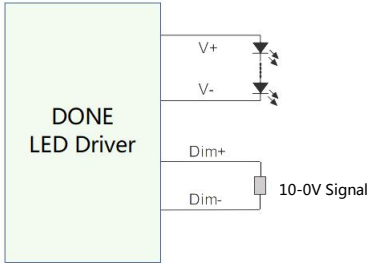 V+
V-
DONE
LED Driver
Dim+
10-0V Signal
Dim-